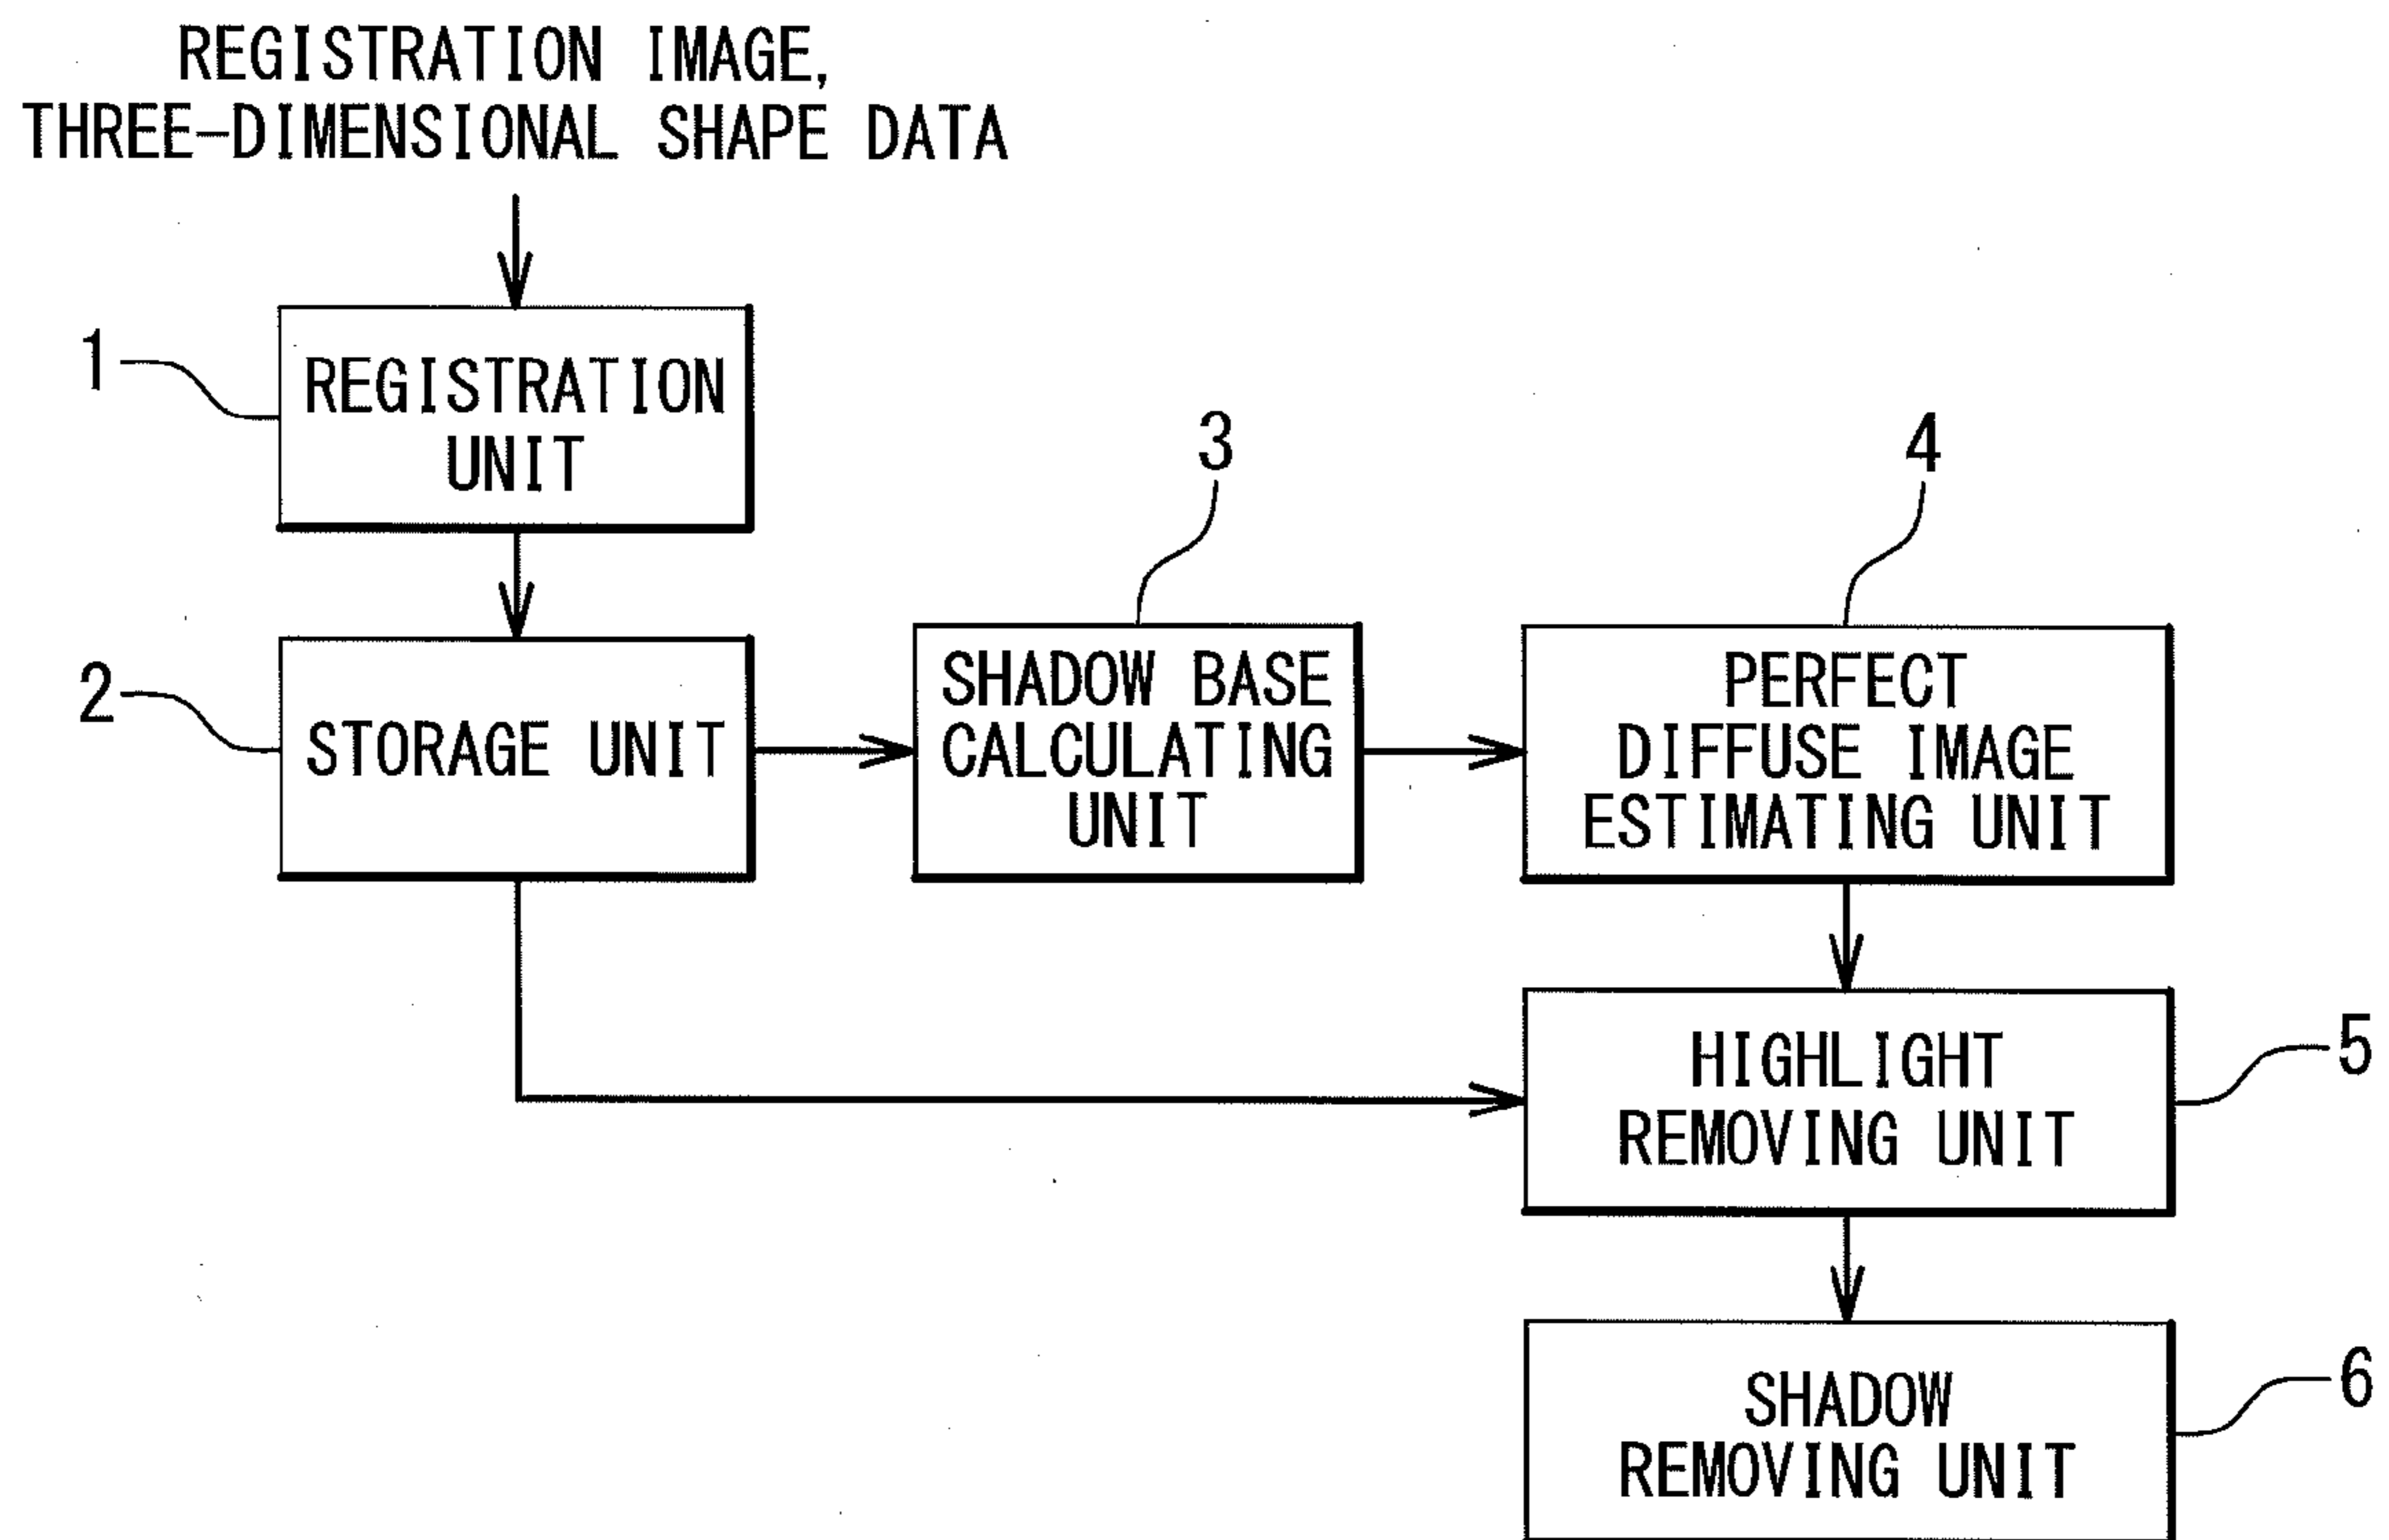 REGISTRATION IMAGE,
THREE-DIMENSIONAL SHAPE DATA
1
REGISTRATION
UNIT
2
STORAGE UNIT
3
SHADOW BASE
CALCULATING
UNIT
4
PERFECT
DIFFUSE IMAGE
ESTIMATING UNIT
HIGHLIGHT
REMOVING UNIT
5
SHADOW
REMOVING UNIT
6